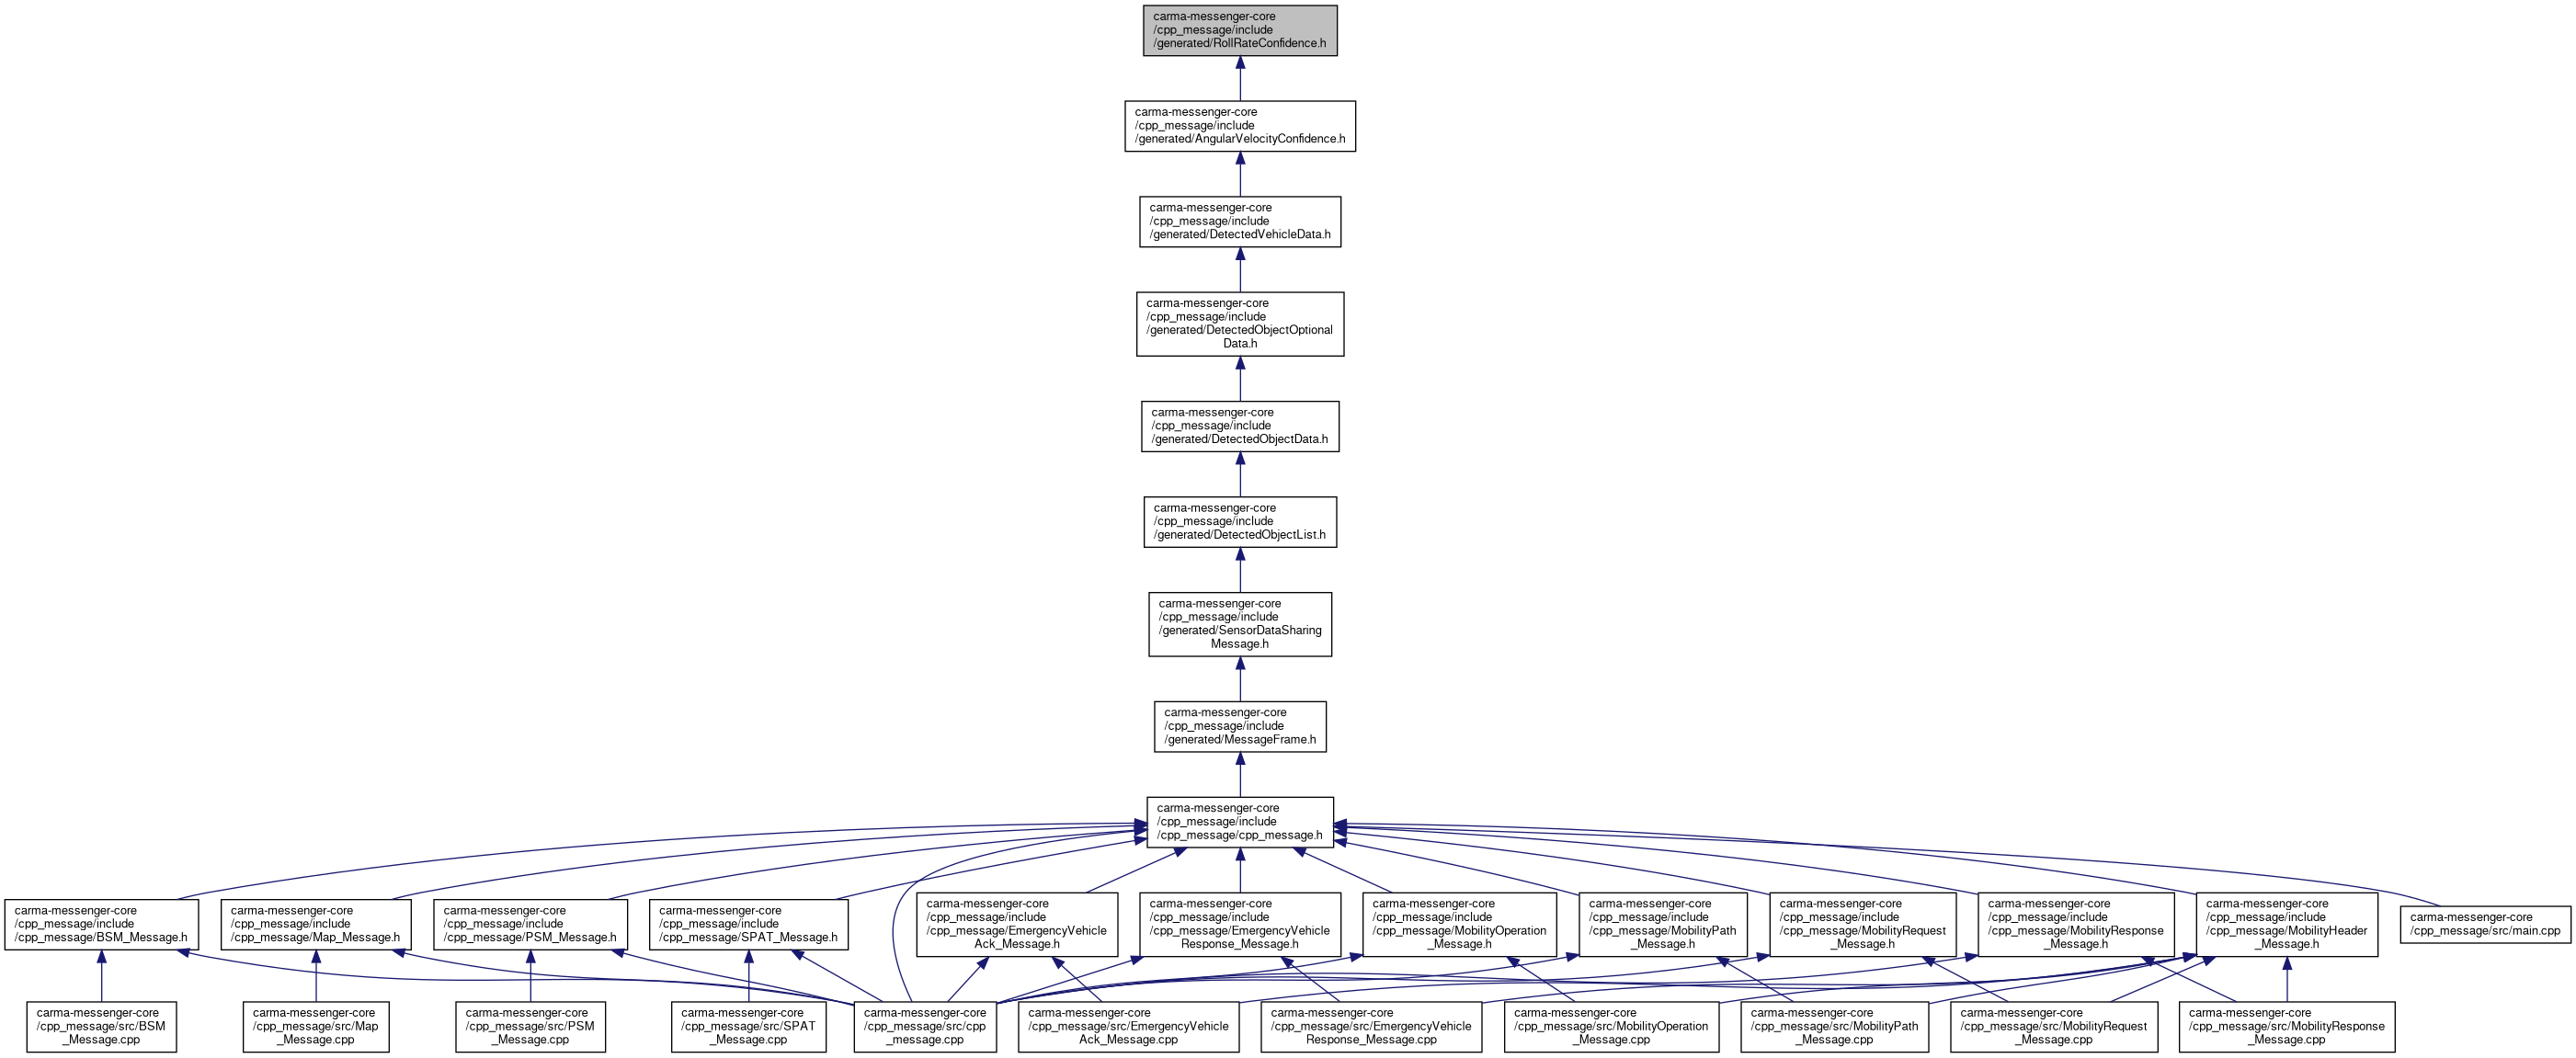 carma-messenger-core
/cpp_message/include
/generated/RollRateConfidence.h
carma-messenger-core
/cpp_message/include
/generated/AngularVelocityConfidence.h
carma-messenger-core
/cpp_message/include
/generated/DetectedVehicleData.h
carma-messenger-core
/cpp_message/include
/generated/DetectedObjectOptional
Data.h
carma-messenger-core
/cpp_message/include
/generated/DetectedObjectData.h
carma-messenger-core
/cpp_message/include
/generated/DetectedObjectList.h
carma-messenger-core
/cpp_message/include
/generated/SensorDataSharing
Message.h
carma-messenger-core
/cpp_message/include
/generated/MessageFrame.h
carma-messenger-core
/cpp_message/include
/cpp_message/cpp_message.h
carma-messenger-core
/cpp_message/include
/cpp_message/BSM_Message.h
carma-messenger-core
/cpp_message/include
/cpp_message/Map_Message.h
carma-messenger-core
/cpp_message/include
/cpp_message/PSM_Message.h
carma-messenger-core
/cpp_message/include
/cpp_message/SPAT_Message.h
carma-messenger-core
/cpp_message/include
/cpp_message/EmergencyVehicle
Ack_Message.h
carma-messenger-core
/cpp_message/include
/cpp_message/EmergencyVehicle
Response_Message.h
carma-messenger-core
/cpp_message/include
/cpp_message/MobilityOperation
_Message.h
carma-messenger-core
/cpp_message/include
/cpp_message/MobilityPath
_Message.h
carma-messenger-core
/cpp_message/include
/cpp_message/MobilityRequest
_Message.h
carma-messenger-core
/cpp_message/include
/cpp_message/MobilityResponse
_Message.h
carma-messenger-core
/cpp_message/include
/cpp_message/MobilityHeader
_Message.h
carma-messenger-core
/cpp_message/src/main.cpp
carma-messenger-core
/cpp_message/src/BSM
_Message.cpp
carma-messenger-core
/cpp_message/src/Map
_Message.cpp
carma-messenger-core
/cpp_message/src/PSM
_Message.cpp
carma-messenger-core
/cpp_message/src/SPAT
_Message.cpp
carma-messenger-core
/cpp_message/src/cpp
_message.cpp
carma-messenger-core
/cpp_message/src/EmergencyVehicle
Ack_Message.cpp
carma-messenger-core
/cpp_message/src/EmergencyVehicle
Response_Message.cpp
carma-messenger-core
/cpp_message/src/MobilityOperation
_Message.cpp
carma-messenger-core
/cpp_message/src/MobilityPath
_Message.cpp
carma-messenger-core
/cpp_message/src/MobilityRequest
_Message.cpp
carma-messenger-core
/cpp_message/src/MobilityResponse
_Message.cpp